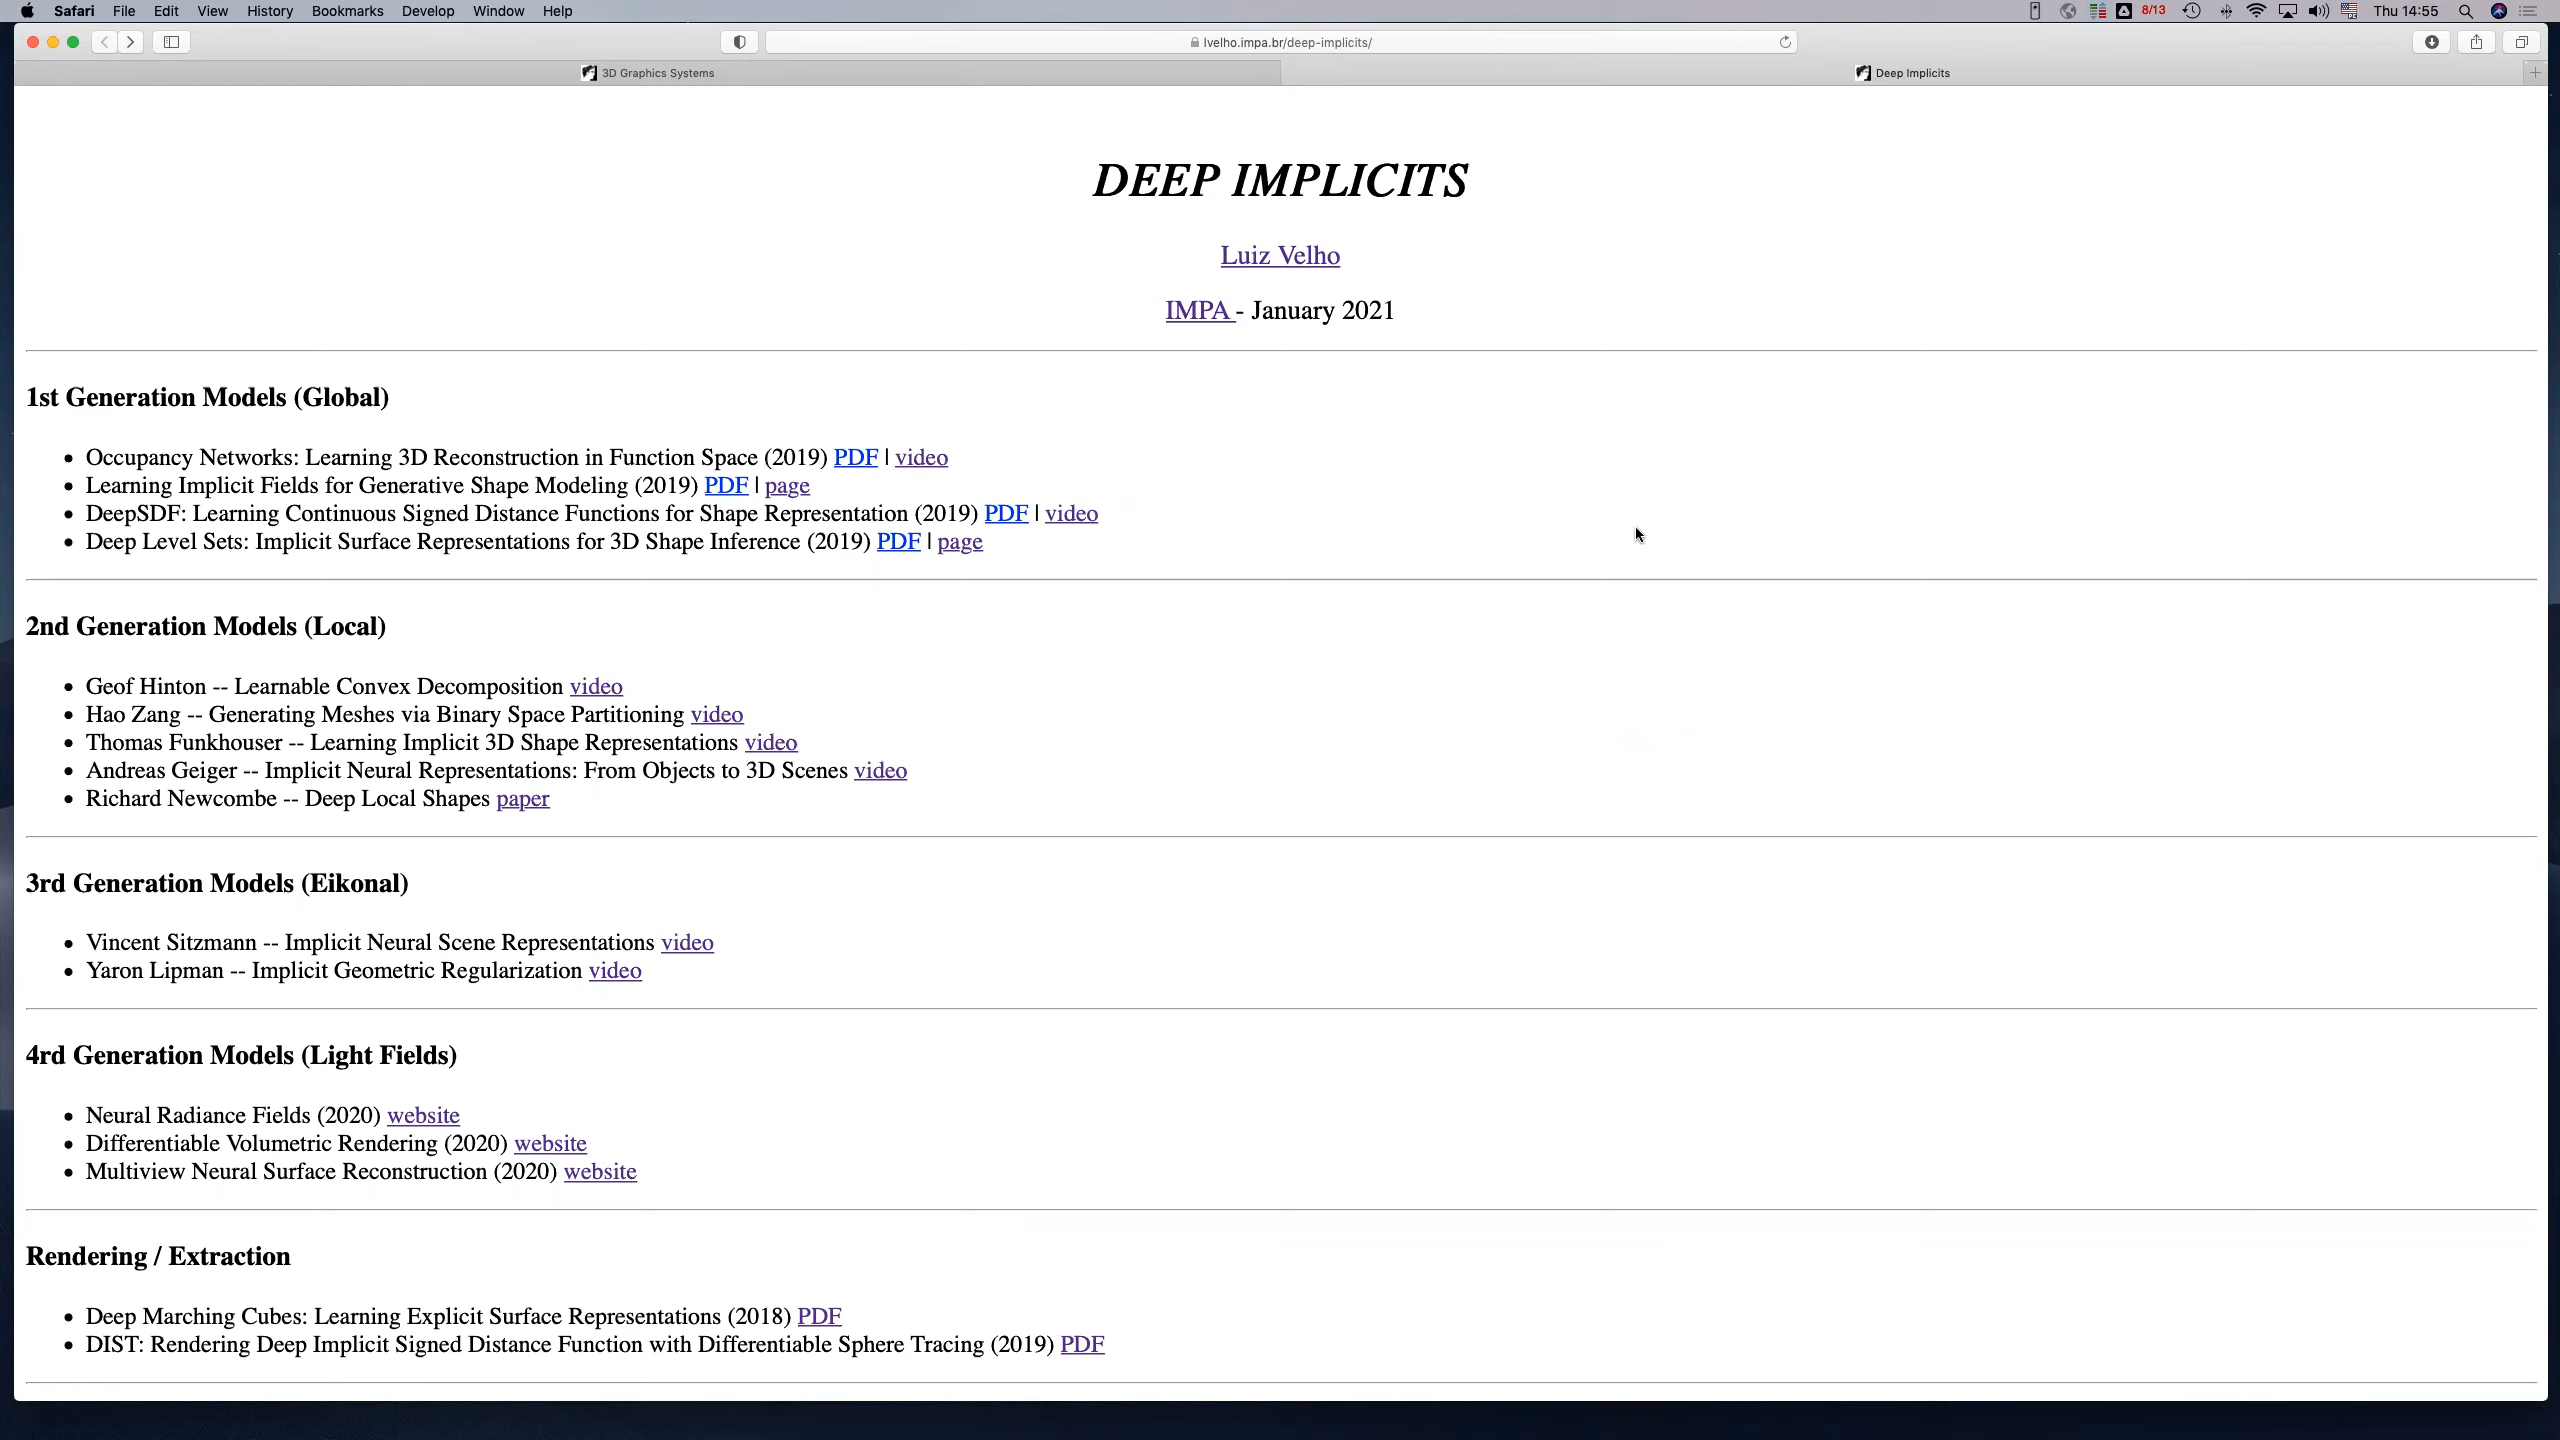 Safari File Edit View History Bookmarks Develop Window Help 8/13 Thu 14:55
lvelho.impa.br/deep-implicits/
3D Graphics Systems Deep Implicits
DEEP IMPLICITS
Luiz Velho
IMPA - January 2021
1st Generation Models (Global)
• Occupancy Networks: Learning 3D Reconstruction in Function Space (2019) PDF | video
• Learning Implicit Fields for Generative Shape Modeling (2019) PDF | page
• DeepSDF: Learning Continuous Signed Distance Functions for Shape Representation (2019) PDF | video
• Deep Level Sets: Implicit Surface Representations for 3D Shape Inference (2019) PDF | page
2nd Generation Models (Local)
• Geof Hinton -- Learnable Convex Decomposition video
• Hao Zang -- Generating Meshes via Binary Space Partitioning video
• Thomas Funkhouser -- Learning Implicit 3D Shape Representations video
• Andreas Geiger -- Implicit Neural Representations: From Objects to 3D Scenes video
• Richard Newcombe -- Deep Local Shapes paper
3rd Generation Models (Eikonal)
• Vincent Sitzmann -- Implicit Neural Scene Representations video
• Yaron Lipman -- Implicit Geometric Regularization video
4rd Generation Models (Light Fields)
• Neural Radiance Fields (2020) website
• Differentiable Volumetric Rendering (2020) website
• Multiview Neural Surface Reconstruction (2020) website
Rendering / Extraction
• Deep Marching Cubes: Learning Explicit Surface Representations (2018) PDF
• DIST: Rendering Deep Implicit Signed Distance Function with Differentiable Sphere Tracing (2019) PDF